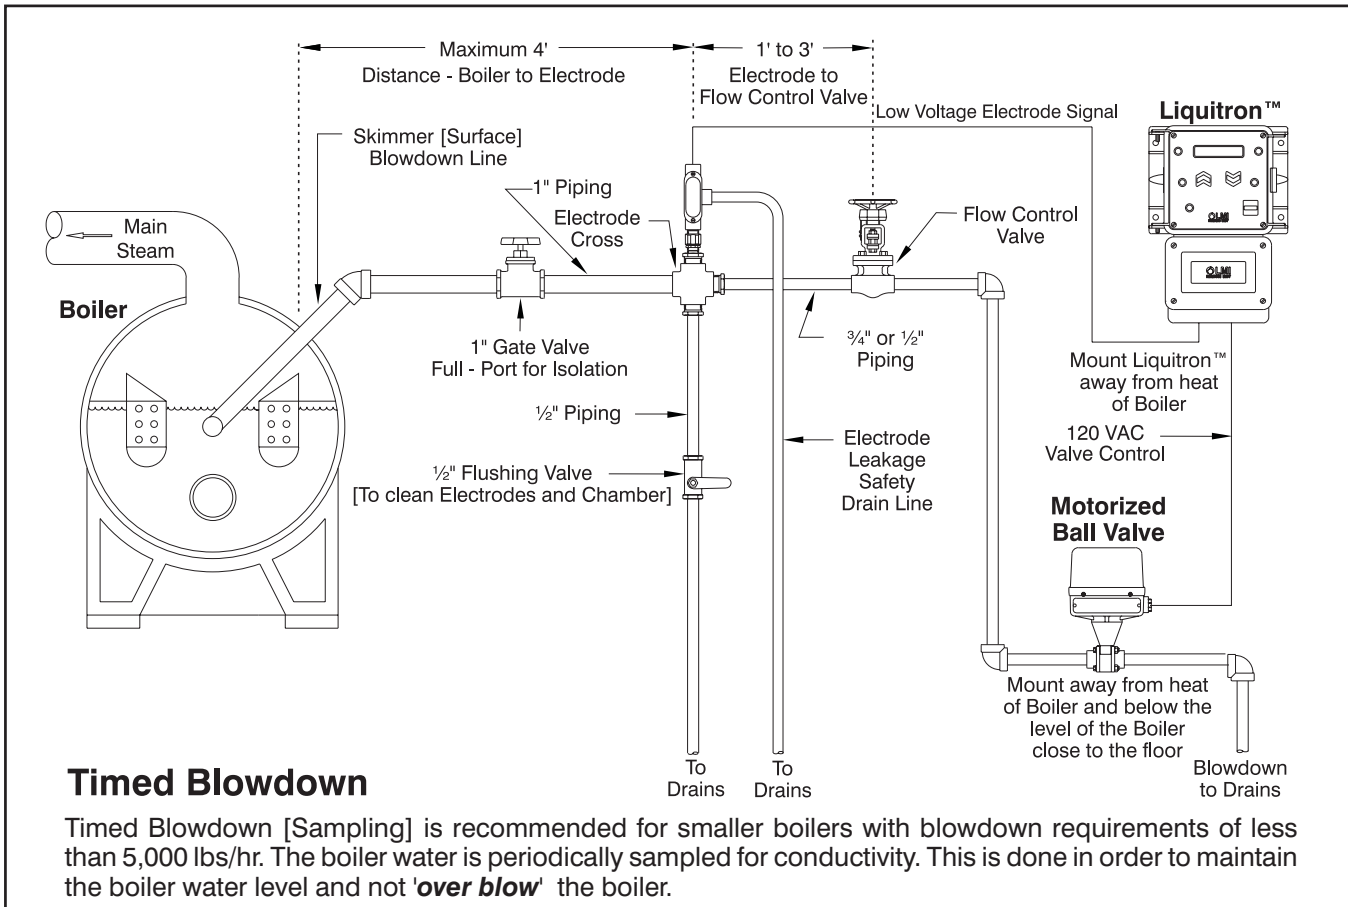 Maximum 4'
Distance - Boiler to Electrode
1' to 3'
Electrode to
Flow Control Valve
Low Voltage Electrode Signal
Liquitron™
Skimmer [Surface]
Blowdown Line
1" Piping
Electrode
Cross
Flow Control
Valve
Main
Steam
Boiler
1" Gate Valve
Full - Port for Isolation
¾" or ½"
Piping
LMI
LMI
Mount Liquitron™
away from heat
of Boiler
½" Piping
120 VAC
Valve Control
½" Flushing Valve
[To clean Electrodes and Chamber]
Electrode
Leakage
Safety
Drain Line
Motorized
Ball Valve
Mount away from heat
of Boiler and below the
level of the Boiler
close to the floor
To
Drains
To
Drains
Blowdown
to Drains
Timed Blowdown
Timed Blowdown [Sampling] is recommended for smaller boilers with blowdown requirements of less
than 5,000 lbs/hr. The boiler water is periodically sampled for conductivity. This is done in order to maintain
the boiler water level and not 'over blow' the boiler.